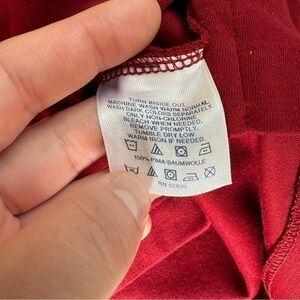 TURN INSIDE OUT.
MACHINE WASH WARM NORMAL.
WASH DARK COLORS SEPARATELY.
ONLY NON-CHLORINE
BLEACH WHEN NEEDED.
REMOVE PROMPTLY.
TUMBLE DRY LOW.
WARM IRON IF NEEDED.
100% PIMA-BAUMWOLLE
RN 62830